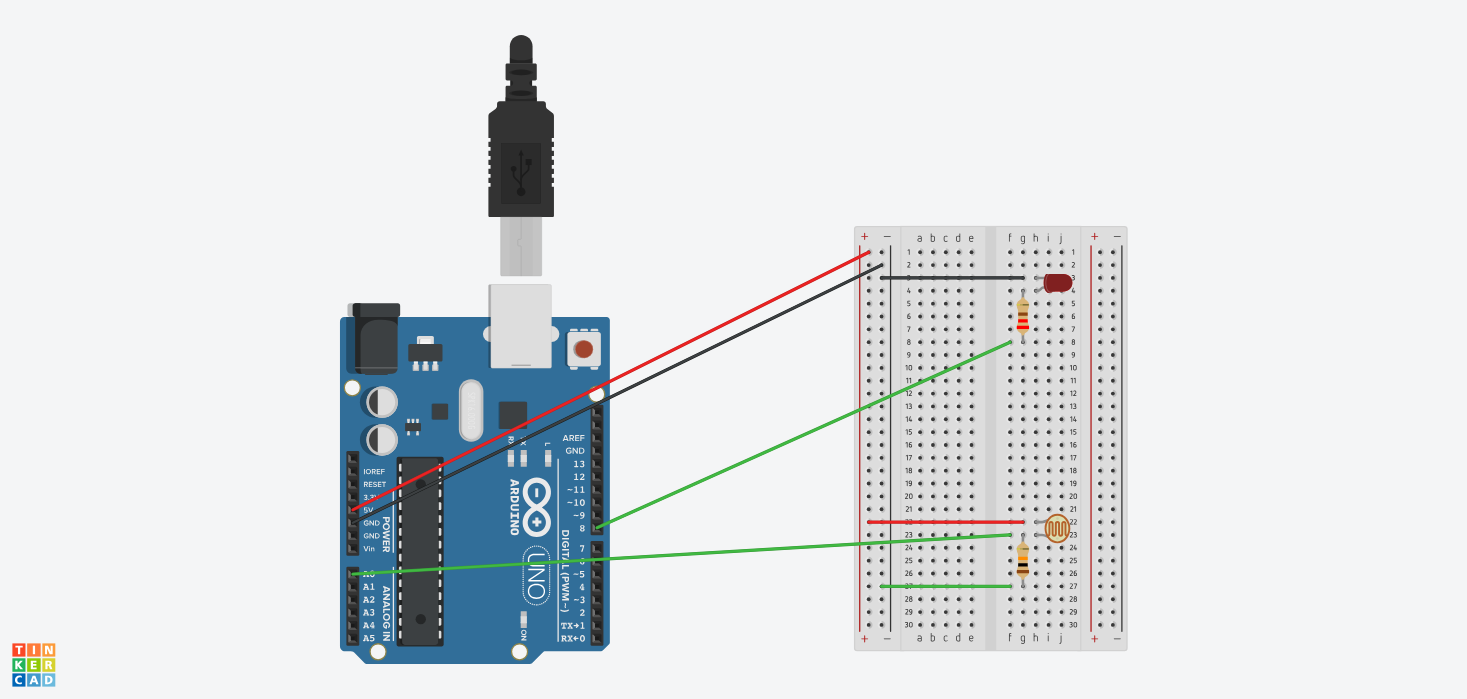 + − a b c d e f g h i j + −
1 1
2 2
3 3
4 4
5 5
6 6
7 7
8 8
9 9
10 10
11 11
12 12
13 13
14 14
15 15
16 16
17 17
18 18
19 19
20 20
21 21
22 22
23 23
24 24
25 25
26 26
27 27
28 28
29 29
30 30
+ − a b c d e f g h i j + −
IOREF
RESET
3.3V
5V
GND
GND
Vin
POWER
A0
A1
A2
A3
A4
A5
ANALOG IN
RX
TX
L
ARDUINO
UNO
ON
AREF
GND
13
12
~11
~10
~9
8
7
~5
4
~3
2
TX→1
RX←0
DIGITAL (PWM~)
TIN
KER
CAD